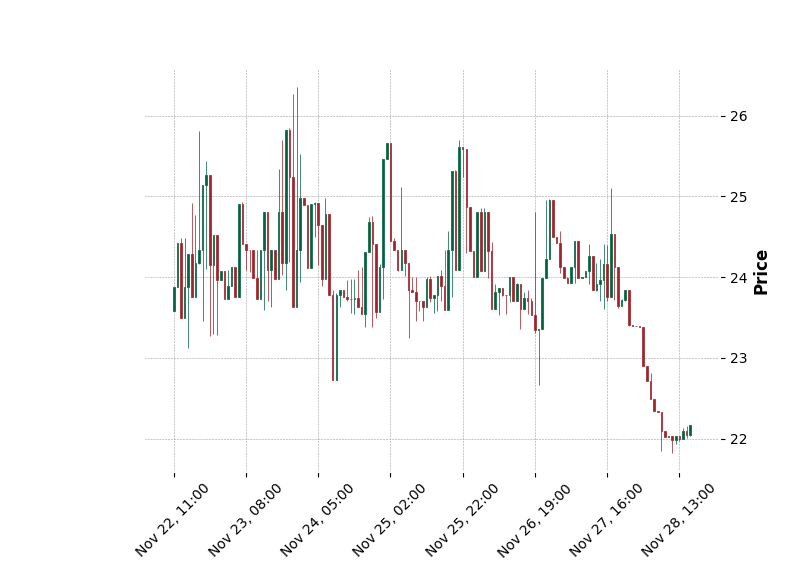 26
25
24
23
22
Price
Nov 22, 11:00
Nov 23, 08:00
Nov 24, 05:00
Nov 25, 02:00
Nov 25, 22:00
Nov 26, 19:00
Nov 27, 16:00
Nov 28, 13:00